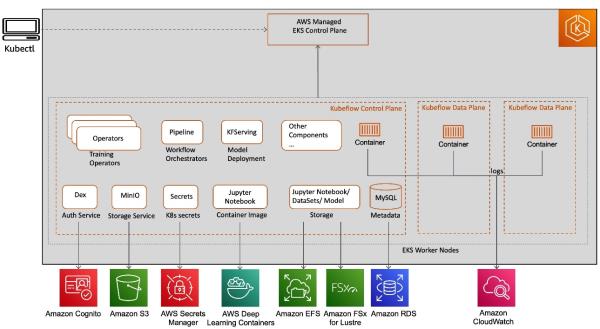 AWS Managed
EKS Control Plane
Kubectl
K
Kubeflow Control Plane
Kubeflow Data Plane
Kubeflow Data Plane
Operators
Training
Operators
Pipeline
Workflow
Orchestrators
KFServing
Model
Deployment
Other
Components
...
Container
Container
Container
logs
Dex
Auth Service
MinIO
Storage Service
Secrets
K8s secrets
Jupyter
Notebook
Container Image
Jupyter Notebook/
DataSets/ Model
Storage
MySQL
Metadata
EKS Worker Nodes
FSx
Amazon Cognito
Amazon S3
AWS Secrets
Manager
AWS Deep
Learning Containers
Amazon EFS
Amazon FSx
for Lustre
Amazon RDS
Amazon
CloudWatch